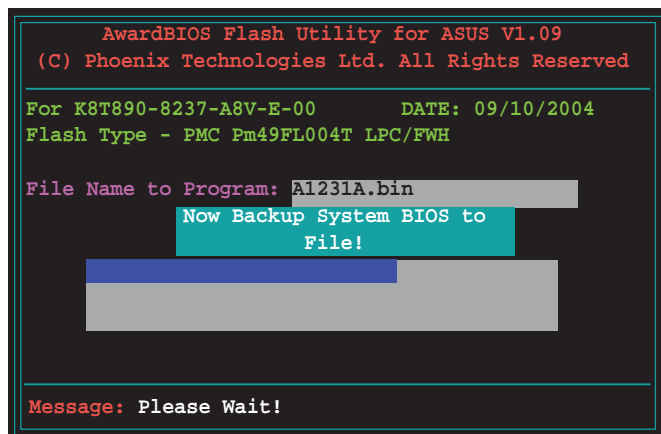 AwardBIOS Flash Utility for ASUS V1.09
(C) Phoenix Technologies Ltd. All Rights Reserved
For K8T890-8237-A8V-E-00 DATE: 09/10/2004
Flash Type - PMC Pm49FL004T LPC/FWH
File Name to Program: A1231A.bin
Now Backup System BIOS to
File!
Message: Please Wait!